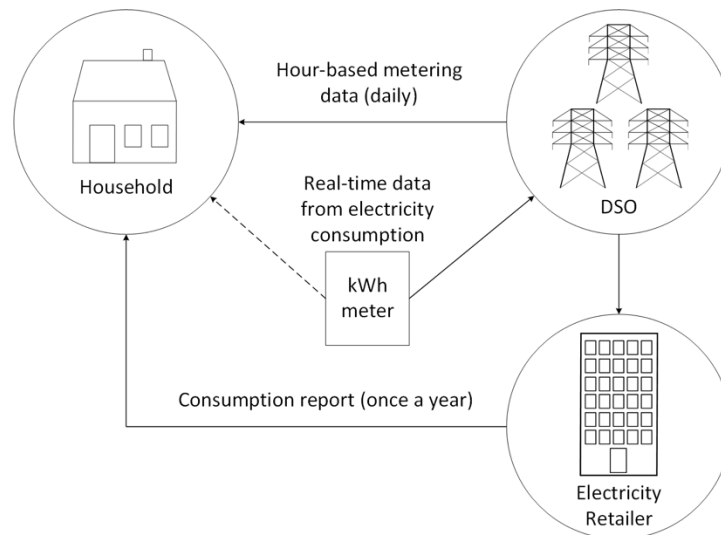 Hour-based metering
data (daily)
Household
DSO
Real-time data
from electricity
consumption
kWh
meter
Consumption report (once a year)
Electricity
Retailer